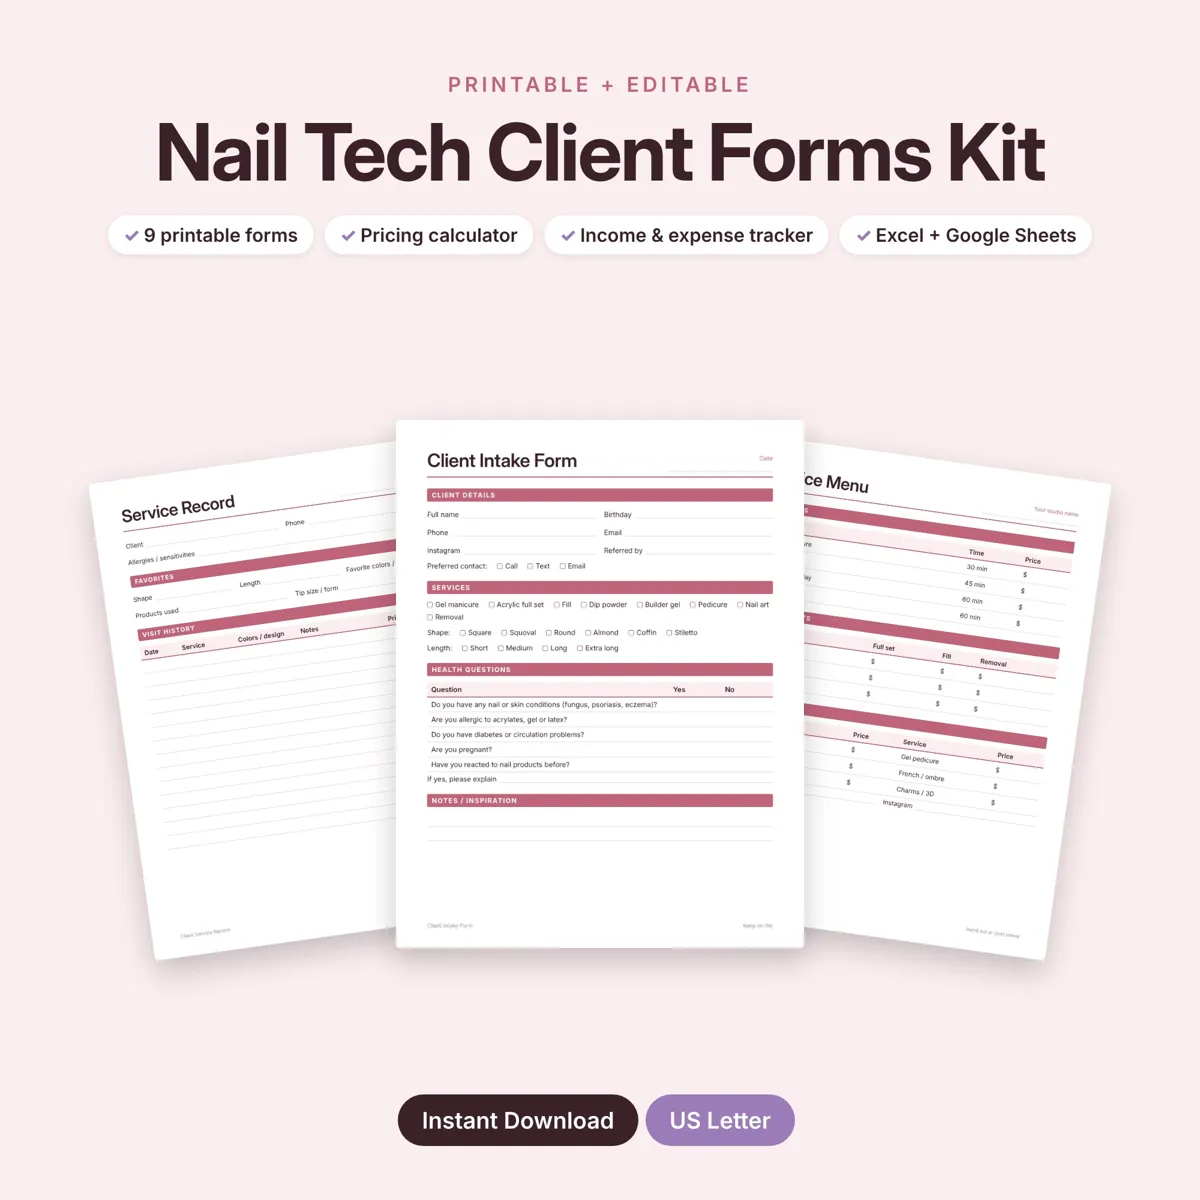 PRINTABLE + EDITABLE
Nail Tech Client Forms Kit
✓ 9 printable forms
✓ Pricing calculator
✓ Income & expense tracker
✓ Excel + Google Sheets
Service Record
Client
Phone
Allergies / sensitivities
FAVORITES
Shape
Length
Favorite colors /
Products used
Tip size / form
VISIT HISTORY
Date Service Colors / design Notes
Client Service Record
Client Intake Form
Date
CLIENT DETAILS
Full name Birthday
Phone Email
Instagram Referred by
Preferred contact: ☐ Call ☐ Text ☐ Email
SERVICES
☐ Gel manicure ☐ Acrylic full set ☐ Fill ☐ Dip powder ☐ Builder gel ☐ Pedicure ☐ Nail art
☐ Removal
Shape: ☐ Square ☐ Squoval ☐ Round ☐ Almond ☐ Coffin ☐ Stiletto
Length: ☐ Short ☐ Medium ☐ Long ☐ Extra long
HEALTH QUESTIONS
Question Yes No
Do you have any nail or skin conditions (fungus, psoriasis, eczema)?
Are you allergic to acrylates, gel or latex?
Do you have diabetes or circulation problems?
Are you pregnant?
Have you reacted to nail products before?
If yes, please explain
NOTES / INSPIRATION
Client Intake Form
Keep on file
ce Menu
Your studio name
Time Price
30 min $
45 min $
60 min $
60 min $
Full set Fill Removal
$ $ $
$ $ $
$ $ $
Price Service Price
$ Gel pedicure $
$ French / ombre $
$ Charms / 3D $
Instagram
Instant Download
US Letter